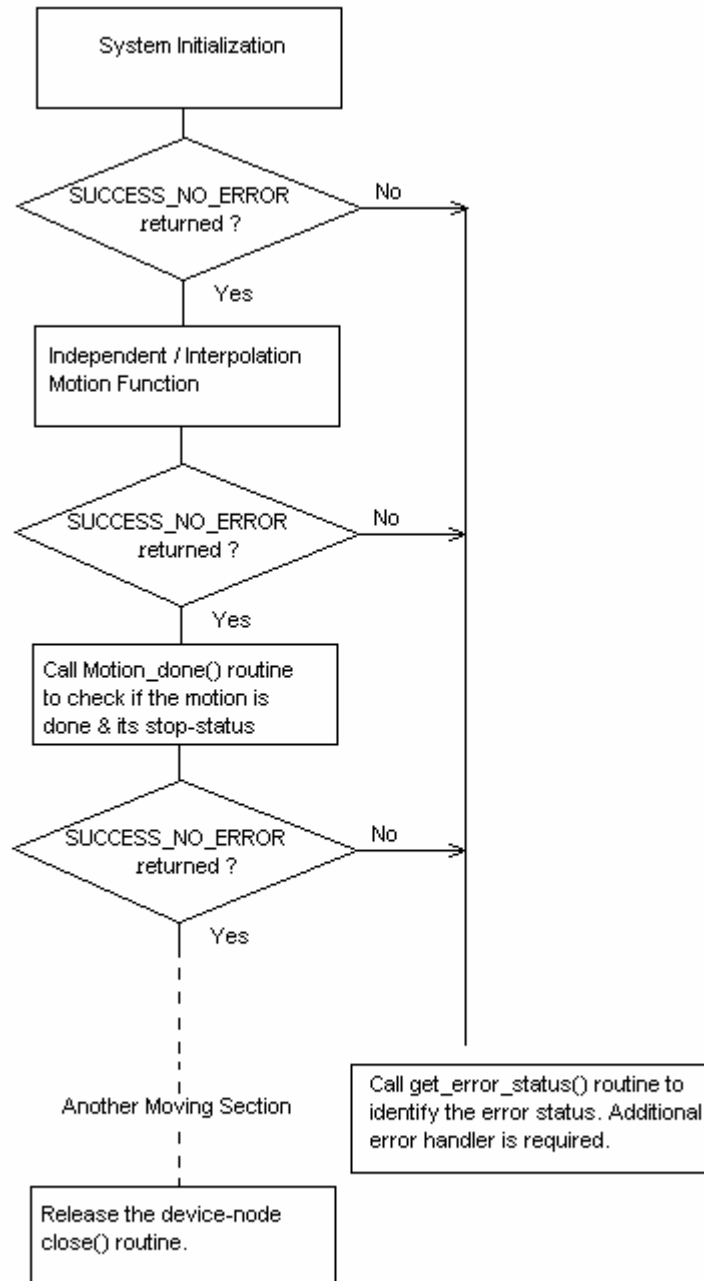 System Initialization
SUCCESS_NO_ERROR
returned ?
No
Yes
Independent / Interpolation
Motion Function
SUCCESS_NO_ERROR
returned ?
No
Yes
Call Motion_done() routine
to check if the motion is
done & its stop-status
SUCCESS_NO_ERROR
returned ?
No
Yes
Another Moving Section
Call get_error_status() routine to
identify the error status. Additional
error handler is required.
Release the device-node
close() routine.